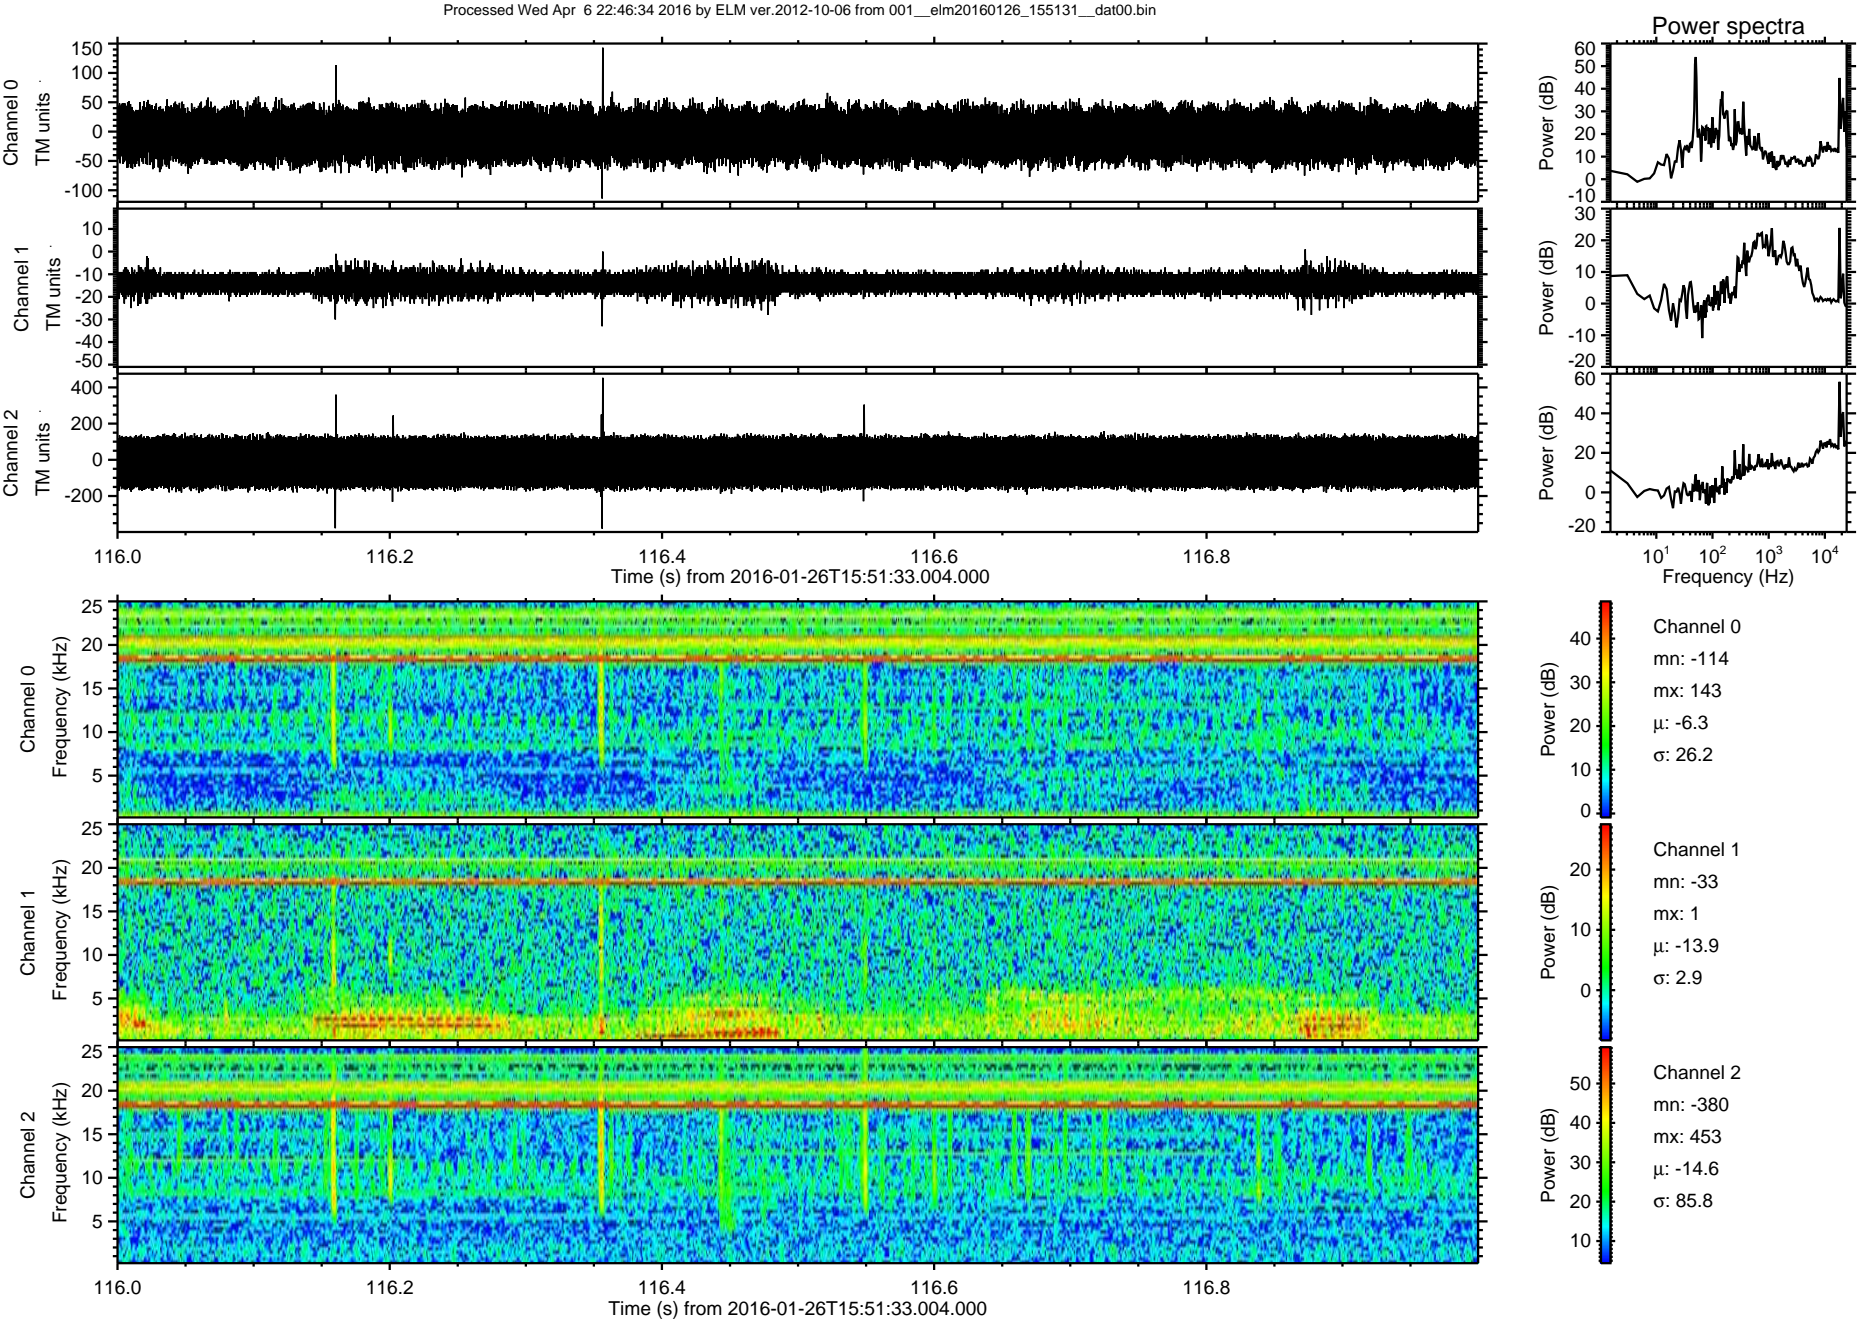 Processed Wed Apr 6 22:46:34 2016 by ELM ver.2012-10-06 from 001__elm20160126_155131__dat00.bin
Power spectra
Channel 0
TM units
150
100
50
0
-50
-100
Power (dB)
60
50
40
30
20
10
0
-10
Channel 1
TM units
10
0
-10
-20
-30
-40
-50
Power (dB)
30
20
10
0
-10
-20
Channel 2
TM units
400
200
0
-200
Power (dB)
60
40
20
0
-20
116.0 116.2 116.4 116.6 116.8
Time (s) from 2016-01-26T15:51:33.004.000
10¹ 10² 10³ 10⁴
Frequency (Hz)
Channel 0
Frequency (kHz)
25
20
15
10
5
Power (dB)
40
30
20
10
0
Channel 0
mn: -114
mx: 143
μ: -6.3
σ: 26.2
Channel 1
Frequency (kHz)
25
20
15
10
5
Power (dB)
20
10
0
Channel 1
mn: -33
mx: 1
μ: -13.9
σ: 2.9
Channel 2
Frequency (kHz)
25
20
15
10
5
Power (dB)
50
40
30
20
10
Channel 2
mn: -380
mx: 453
μ: -14.6
σ: 85.8
116.0 116.2 116.4 116.6 116.8
Time (s) from 2016-01-26T15:51:33.004.000